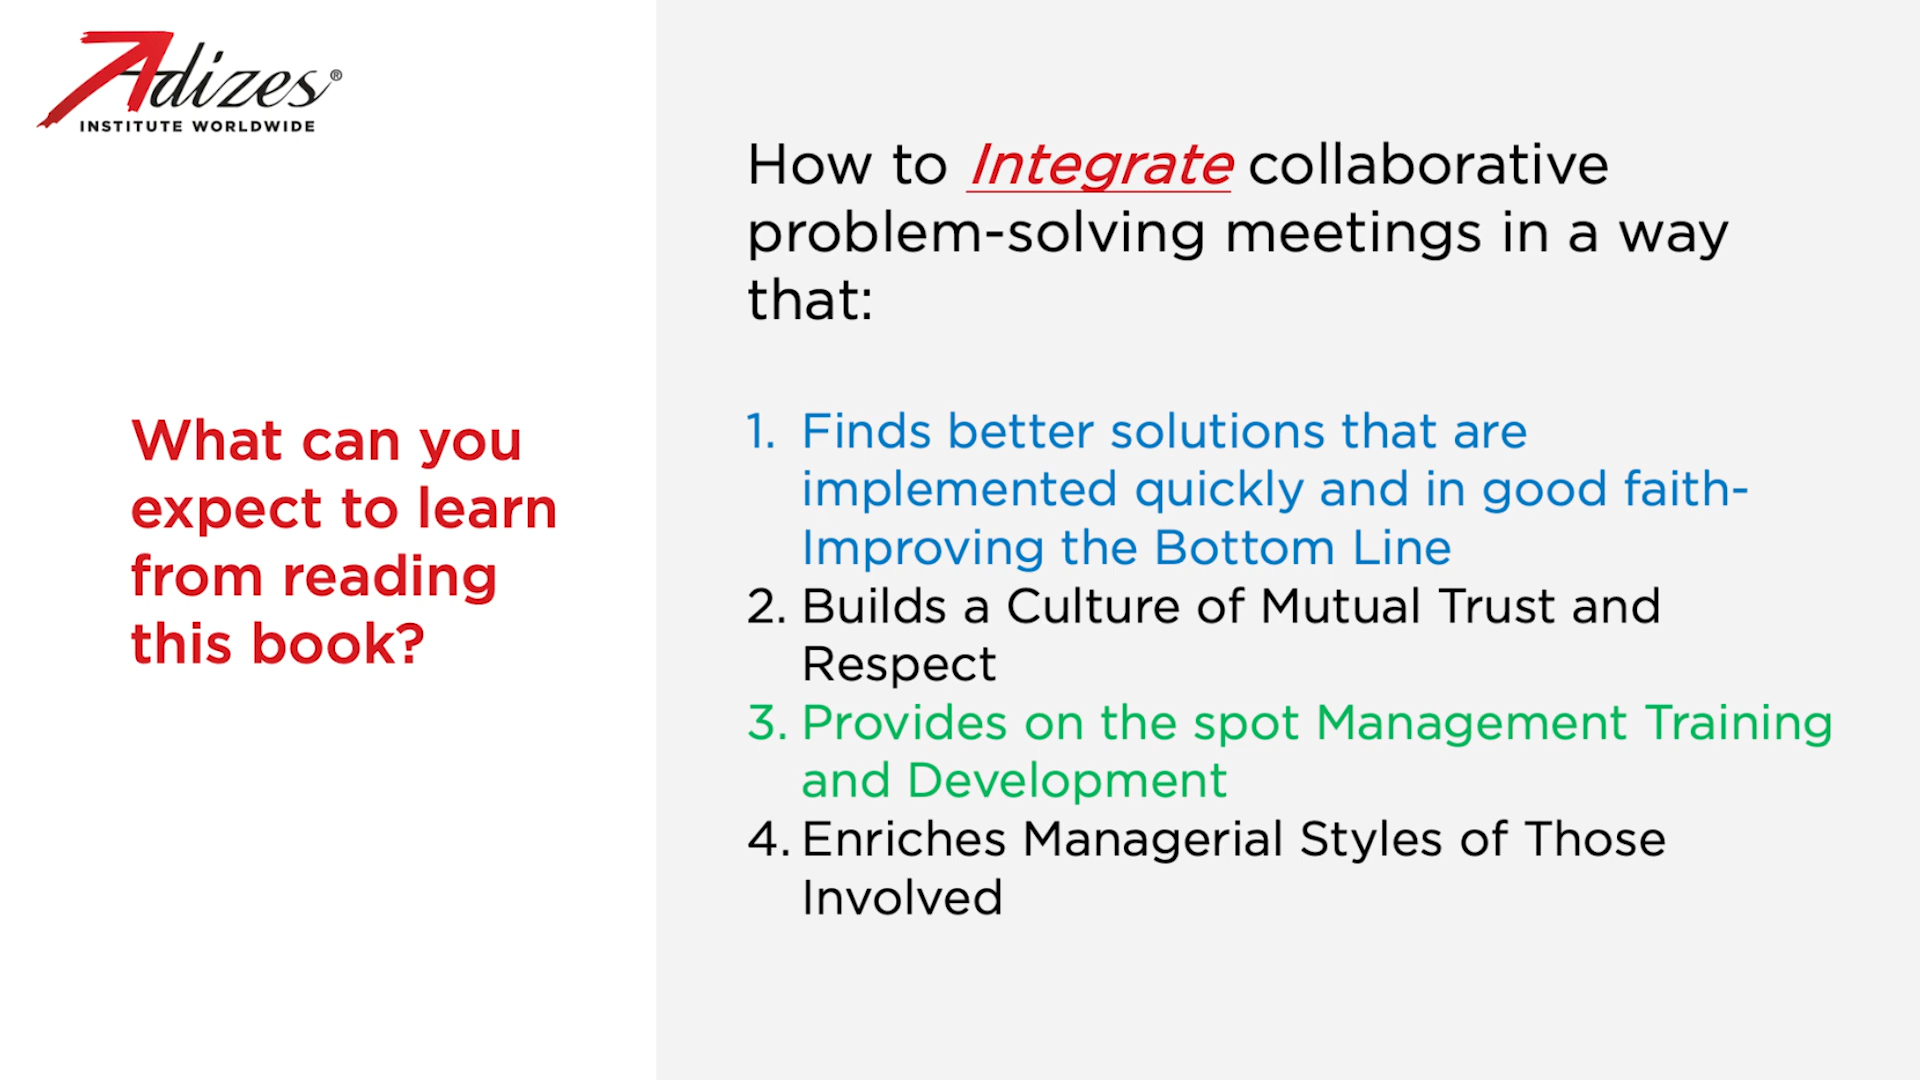 Adizes®
INSTITUTE WORLDWIDE
What can you
expect to learn
from reading
this book?
How to Integrate collaborative
problem-solving meetings in a way
that:
1. Finds better solutions that are
implemented quickly and in good faith-
Improving the Bottom Line
2. Builds a Culture of Mutual Trust and
Respect
3. Provides on the spot Management Training
and Development
4. Enriches Managerial Styles of Those
Involved